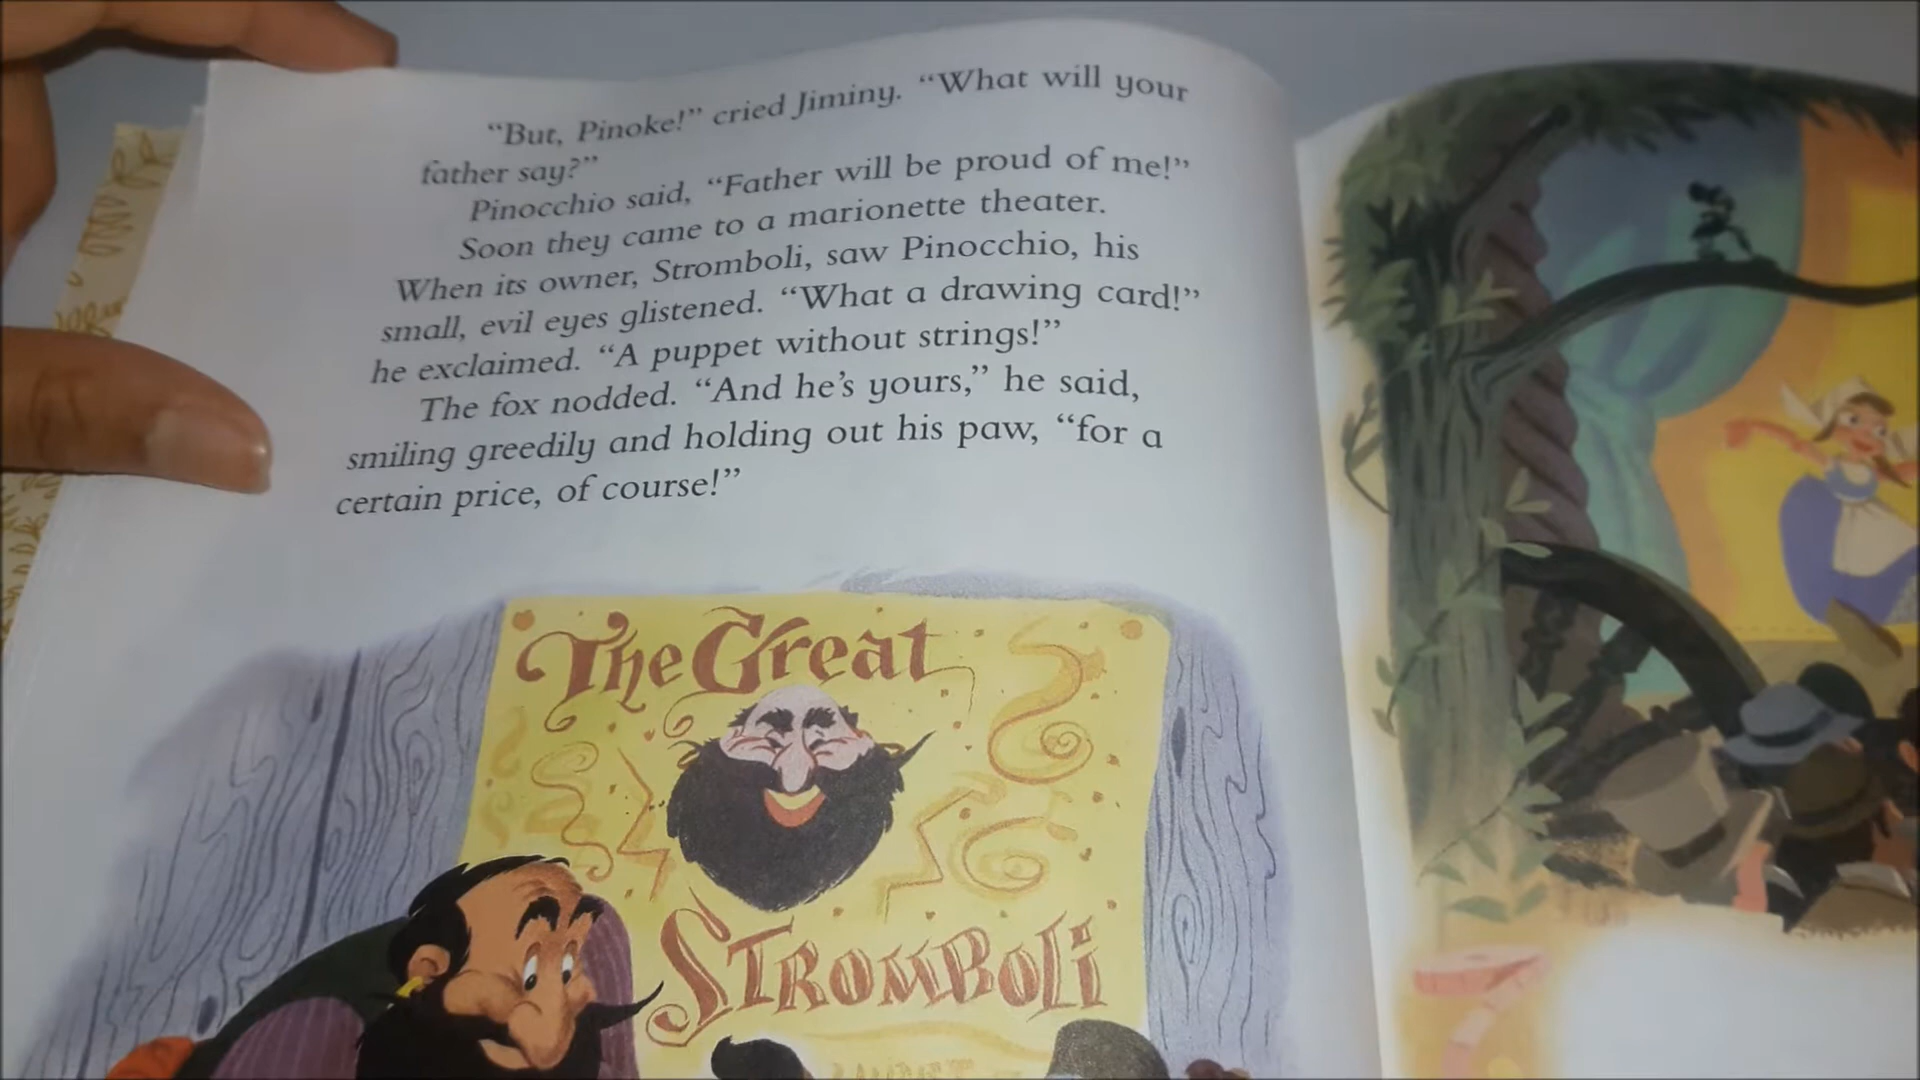 “But, Pinoke!” cried Jiminy. “What will your
father say?”
Pinocchio said, “Father will be proud of me!”
Soon they came to a marionette theater.
When its owner, Stromboli, saw Pinocchio, his
small, evil eyes glistened. “What a drawing card!”
he exclaimed. “A puppet without strings!”
The fox nodded. “And he’s yours,” he said,
smiling greedily and holding out his paw, “for a
certain price, of course!”
The Great
STROMBOLi